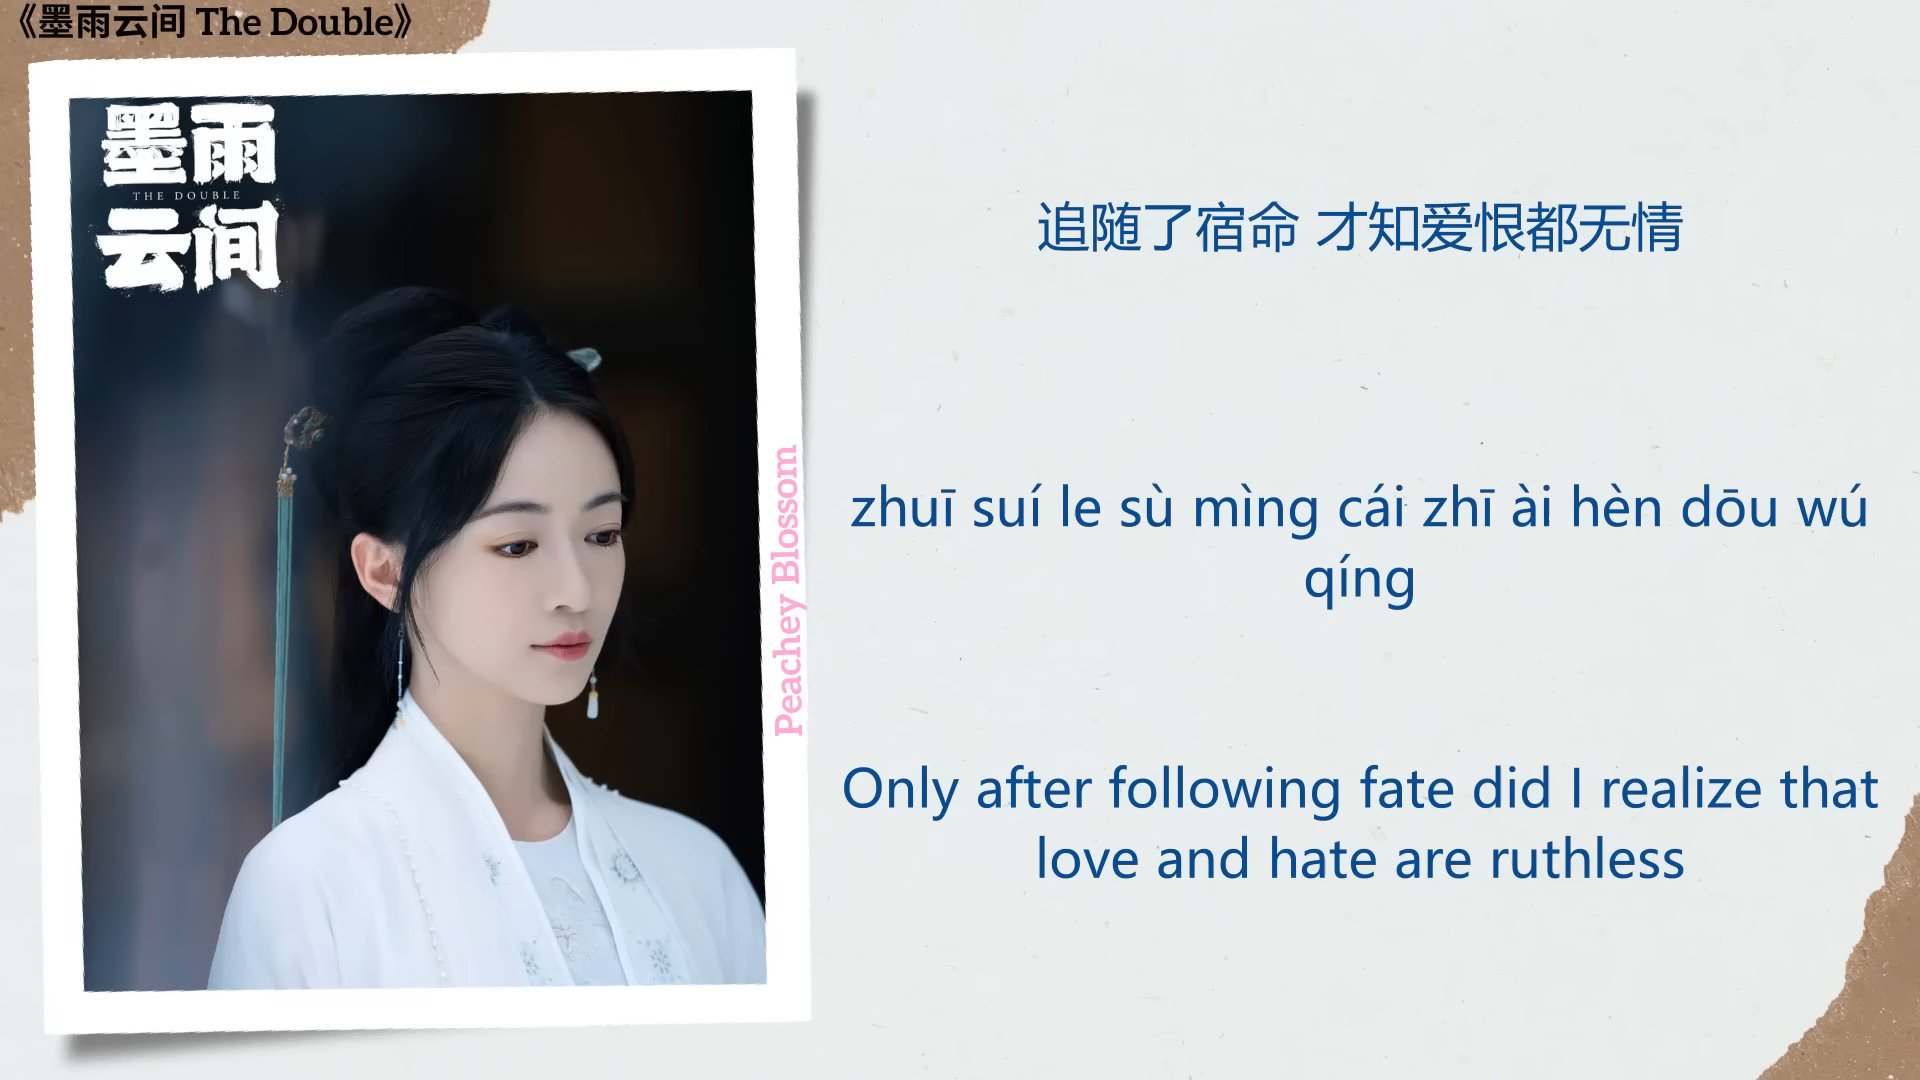 《墨雨云间 The Double》
墨雨
THE DOUBLE
云间
Peachey Blossom
追随了宿命 才知爱恨都无情
zhuī suí le sù mìng cái zhī ài hèn dōu wú
qíng
Only after following fate did I realize that
love and hate are ruthless